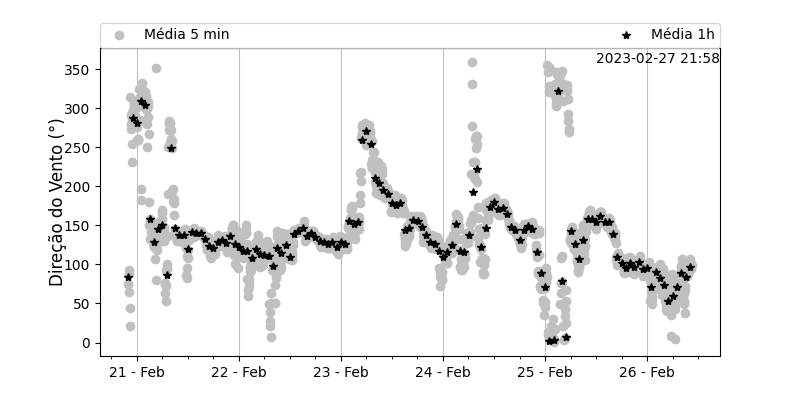 Média 5 min
Média 1h
2023-02-27 21:58
Direção do Vento (°)
350
300
250
200
150
100
50
0
21 - Feb
22 - Feb
23 - Feb
24 - Feb
25 - Feb
26 - Feb